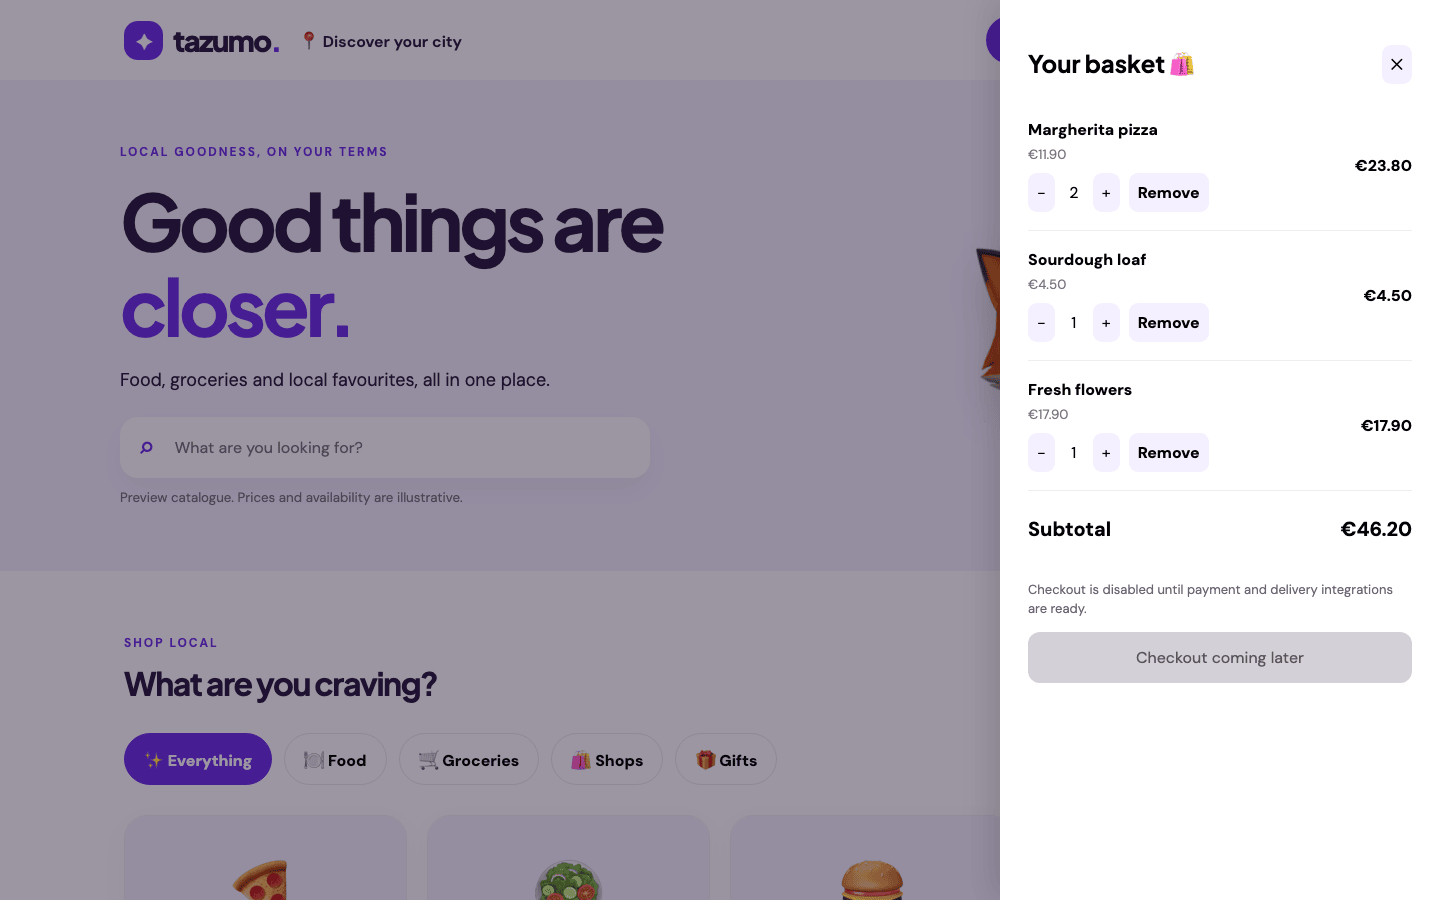 tazumo.
Discover your city
LOCAL GOODNESS, ON YOUR TERMS
Good things are
closer.
Food, groceries and local favourites, all in one place.
What are you looking for?
Preview catalogue. Prices and availability are illustrative.
SHOP LOCAL
What are you craving?
Everything
Food
Groceries
Shops
Gifts
Your basket
Margherita pizza
€11.90
€23.80
- 2 + Remove
Sourdough loaf
€4.50
€4.50
- 1 + Remove
Fresh flowers
€17.90
€17.90
- 1 + Remove
Subtotal €46.20
Checkout is disabled until payment and delivery integrations
are ready.
Checkout coming later